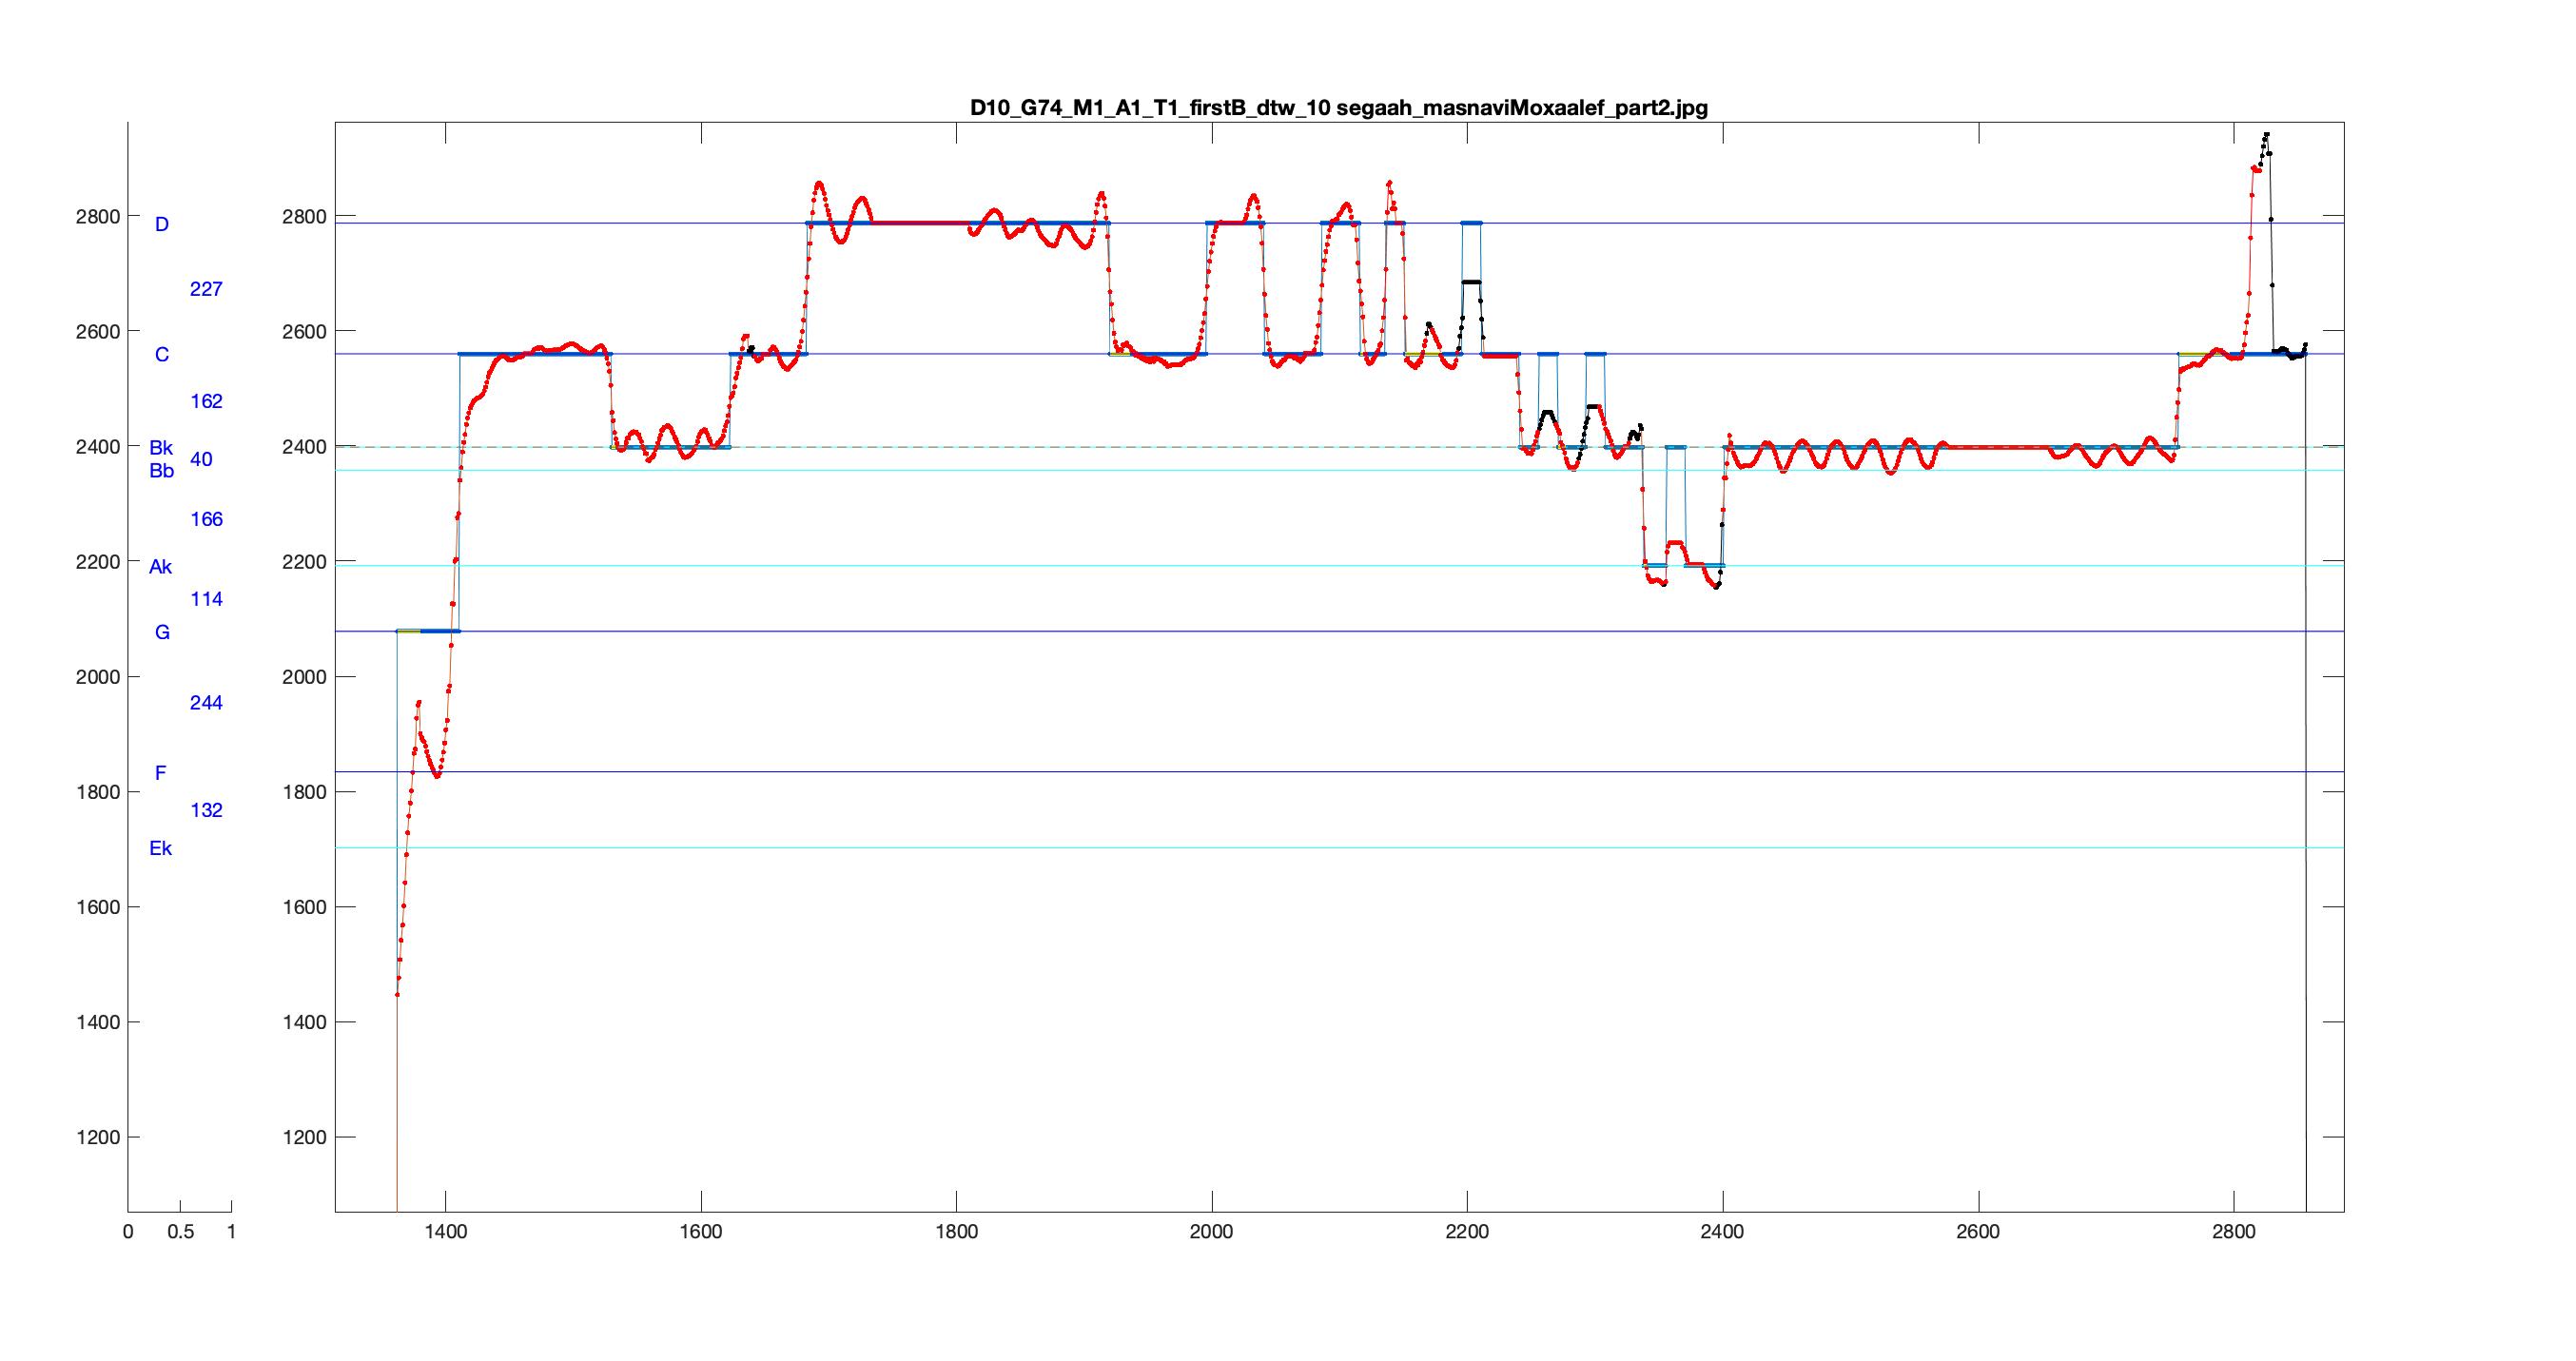 D10_G74_M1_A1_T1_firstB_dtw_10 segaah_masnaviMoxaalef_part2.jpg
2800 D 2800
227
2600 2600
C
162
2400 Bk 2400
40
Bb
166
2200 Ak 2200
114
G
2000 2000
244
F
1800 1800
132
Ek
1600 1600
1400 1400
1200 1200
0 0.5 1 1400 1600 1800 2000 2200 2400 2600 2800